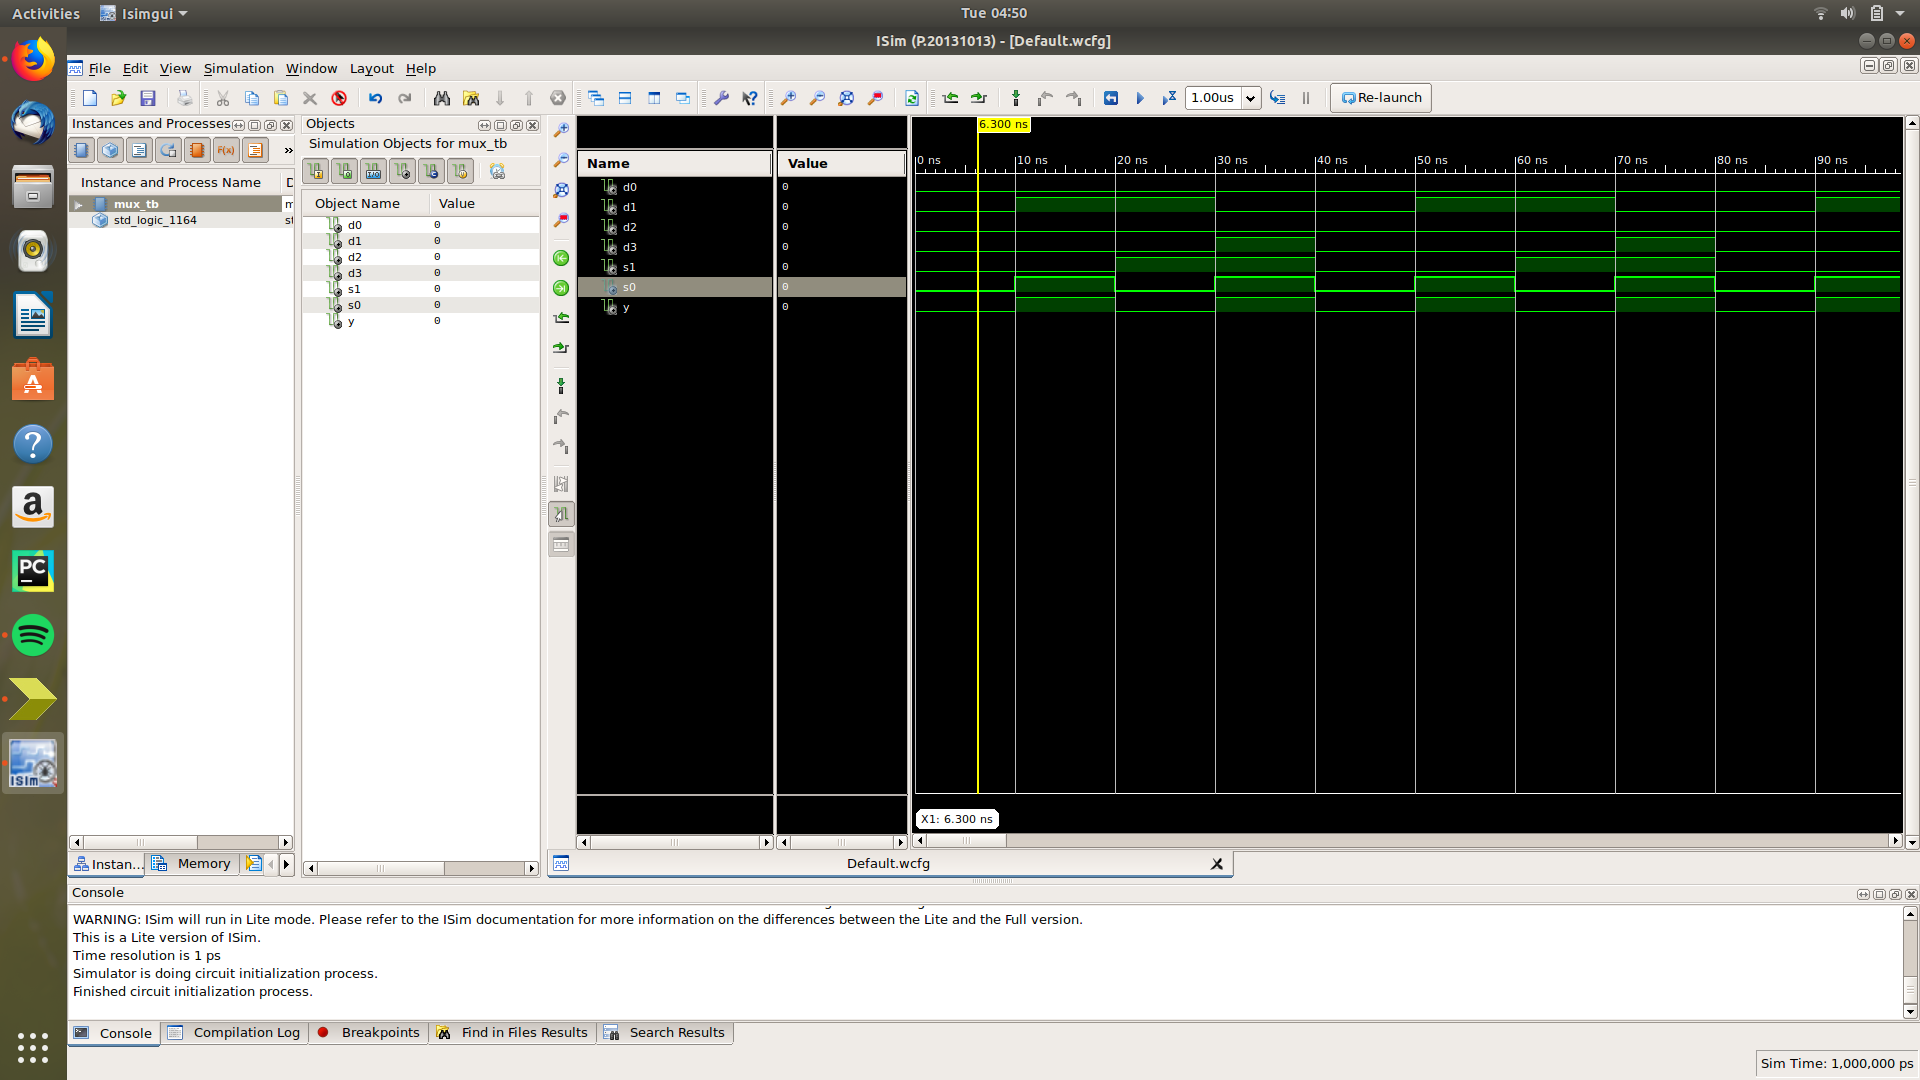 Activities
Isimgui
Tue 04:50
ISim (P.20131013) - [Default.wcfg]
File Edit View Simulation Window Layout Help
1.00us
Re-launch
Instances and Processes
Instance and Process Name
D
mux_tb
m
std_logic_1164
st
F(x)
»
Objects
Simulation Objects for mux_tb
Object Name Value
d0 0
d1 0
d2 0
d3 0
s1 0
s0 0
y 0
Name Value
d0 0
d1 0
d2 0
d3 0
s1 0
s0 0
y 0
6.300 ns
0 ns 10 ns 20 ns 30 ns 40 ns 50 ns 60 ns 70 ns 80 ns 90 ns
X1: 6.300 ns
Instan... Memory
Default.wcfg
Console
WARNING: ISim will run in Lite mode. Please refer to the ISim documentation for more information on the differences between the Lite and the Full version.
This is a Lite version of ISim.
Time resolution is 1 ps
Simulator is doing circuit initialization process.
Finished circuit initialization process.
Console Compilation Log Breakpoints Find in Files Results Search Results
Sim Time: 1,000,000 ps
A
?
a
PC
ISim